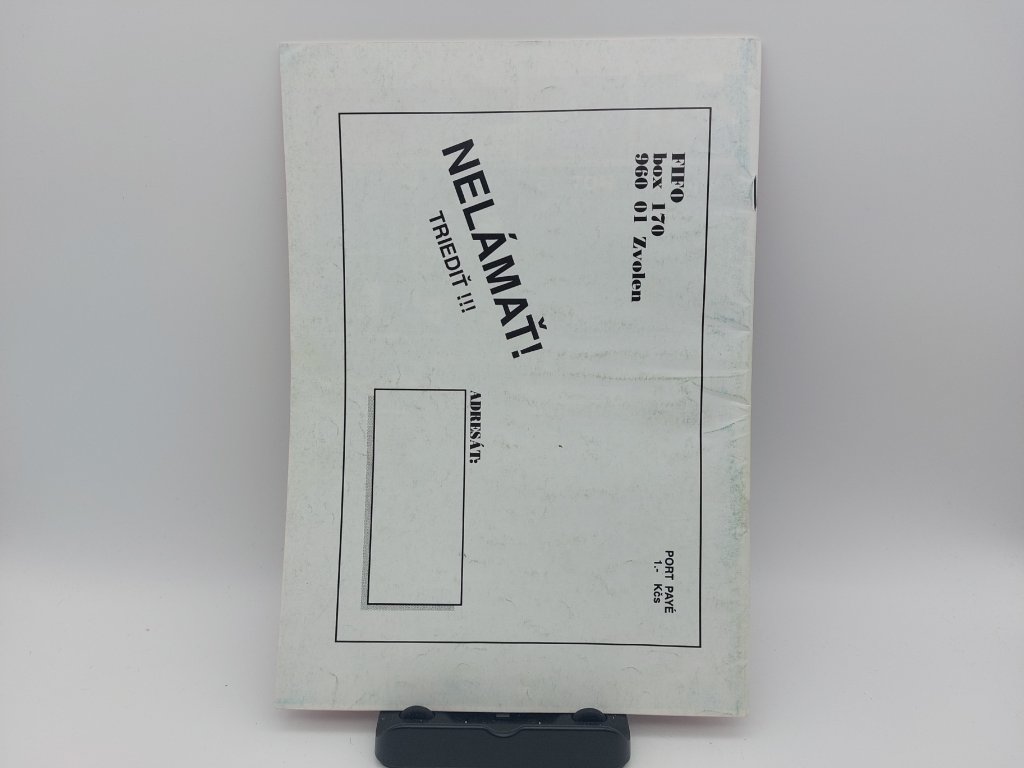 FIFO
box 170
960 01 Zvolen
PORT PAYÉ
1.- Kčs
NELÁMAŤ!
TRIEDIŤ !!!
ADRESÁT: